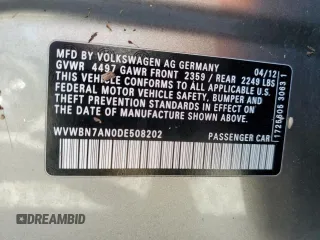 MFD BY VOLKSWAGEN AG GERMANY 04/12
GVWR 4497 GAWR FRONT 2359 / REAR 2249 LBS
THIS VEHICLE CONFORMS TO ALL APPLICABLE U.S.
FEDERAL MOTOR VEHICLE SAFETY, BUMPER AND
THEFT PREVENTION STANDARDS IN EFFECT ON
THE DATE OF MANUFACTURE SHOWN ABOVE.
WVWBN7AN0DE508202 PASSENGER CAR
DREAMBID